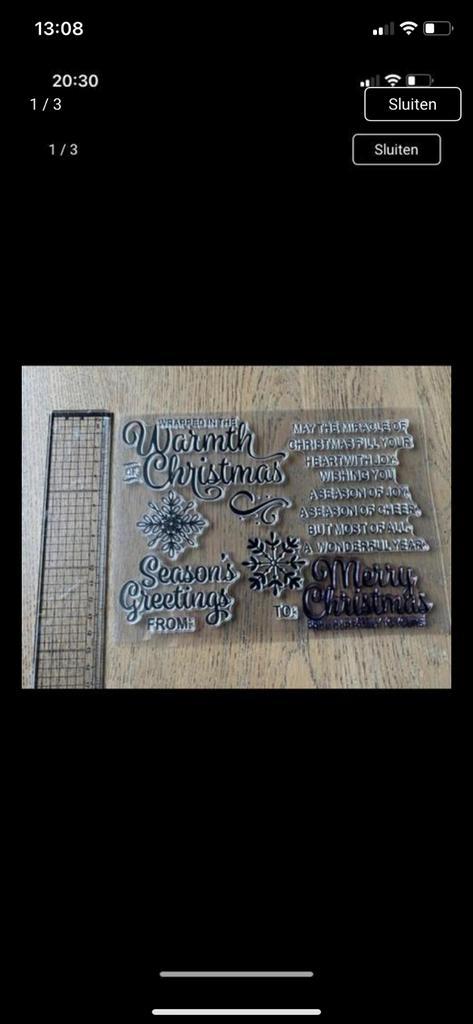 13:08
20:30
1 / 3
Sluiten
1 / 3
Sluiten
WRAPPED IN THE
Warmth
OF
Christmas
MAY THE MIRACLE OF
CHRISTMAS FILL YOUR
HEART WITH JOY.
WISHING YOU
A SEASON OF JOY,
A SEASON OF CHEER,
BUT MOST OF ALL,
A WONDERFUL YEAR.
Season's
Greetings
FROM:
TO:
Merry
Christmas